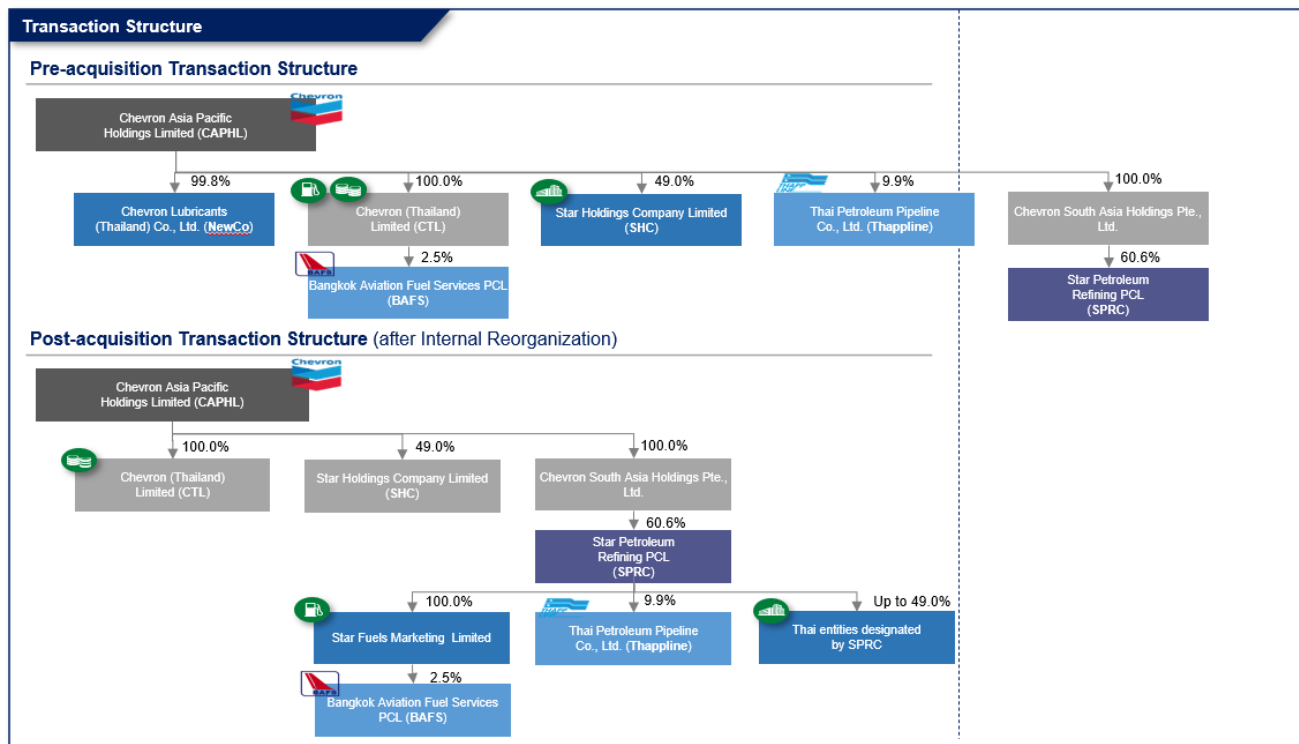 Transaction Structure
Pre-acquisition Transaction Structure
Chevron
Chevron Asia Pacific
Holdings Limited (CAPHL)
99.8%
100.0%
49.0%
9.9%
100.0%
Chevron Lubricants
(Thailand) Co., Ltd. (NewCo)
Chevron (Thailand)
Limited (CTL)
Star Holdings Company Limited
(SHC)
Thai Petroleum Pipeline
Co., Ltd. (Thappline)
Chevron South Asia Holdings Pte.,
Ltd.
2.5%
60.6%
BAFS
Bangkok Aviation Fuel Services PCL
(BAFS)
Star Petroleum
Refining PCL
(SPRC)
Post-acquisition Transaction Structure (after Internal Reorganization)
Chevron
Chevron Asia Pacific
Holdings Limited (CAPHL)
100.0%
49.0%
100.0%
Chevron (Thailand)
Limited (CTL)
Star Holdings Company Limited
(SHC)
Chevron South Asia Holdings Pte.,
Ltd.
60.6%
Star Petroleum
Refining PCL
(SPRC)
100.0%
9.9%
Up to 49.0%
Star Fuels Marketing Limited
Thai Petroleum Pipeline
Co., Ltd. (Thappline)
Thai entities designated
by SPRC
2.5%
BAFS
Bangkok Aviation Fuel Services
PCL (BAFS)